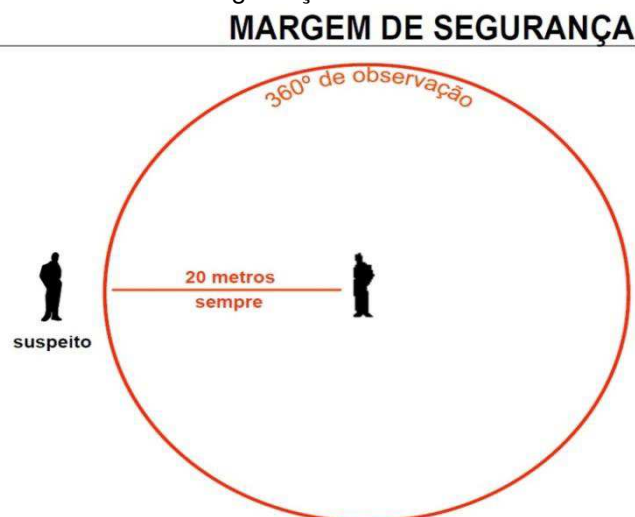 MARGEM DE SEGURANÇA
360º de observação
20 metros
sempre
suspeito